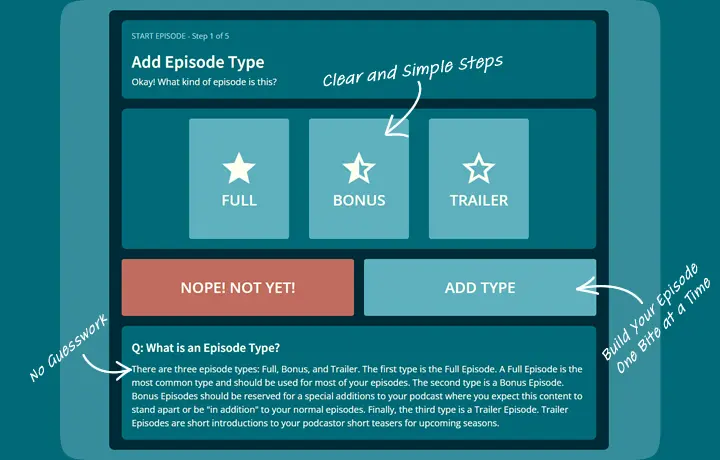 START EPISODE - Step 1 of 5
Add Episode Type
Okay! What kind of episode is this?
Clear and Simple Steps
FULL
BONUS
TRAILER
NOPE! NOT YET!
ADD TYPE
Build Your Episode
One Bite at a Time
No Guesswork
Q: What is an Episode Type?
There are three episode types: Full, Bonus, and Trailer. The first type is the Full Episode. A Full Episode is the
most common type and should be used for most of your episodes. The second type is a Bonus Episode.
Bonus Episodes should be reserved for a special additions to your podcast where you expect this content to
stand apart or be "in addition" to your normal episodes. Finally, the third type is a Trailer Episode. Trailer
Episodes are short introductions to your podcastor short teasers for upcoming seasons.